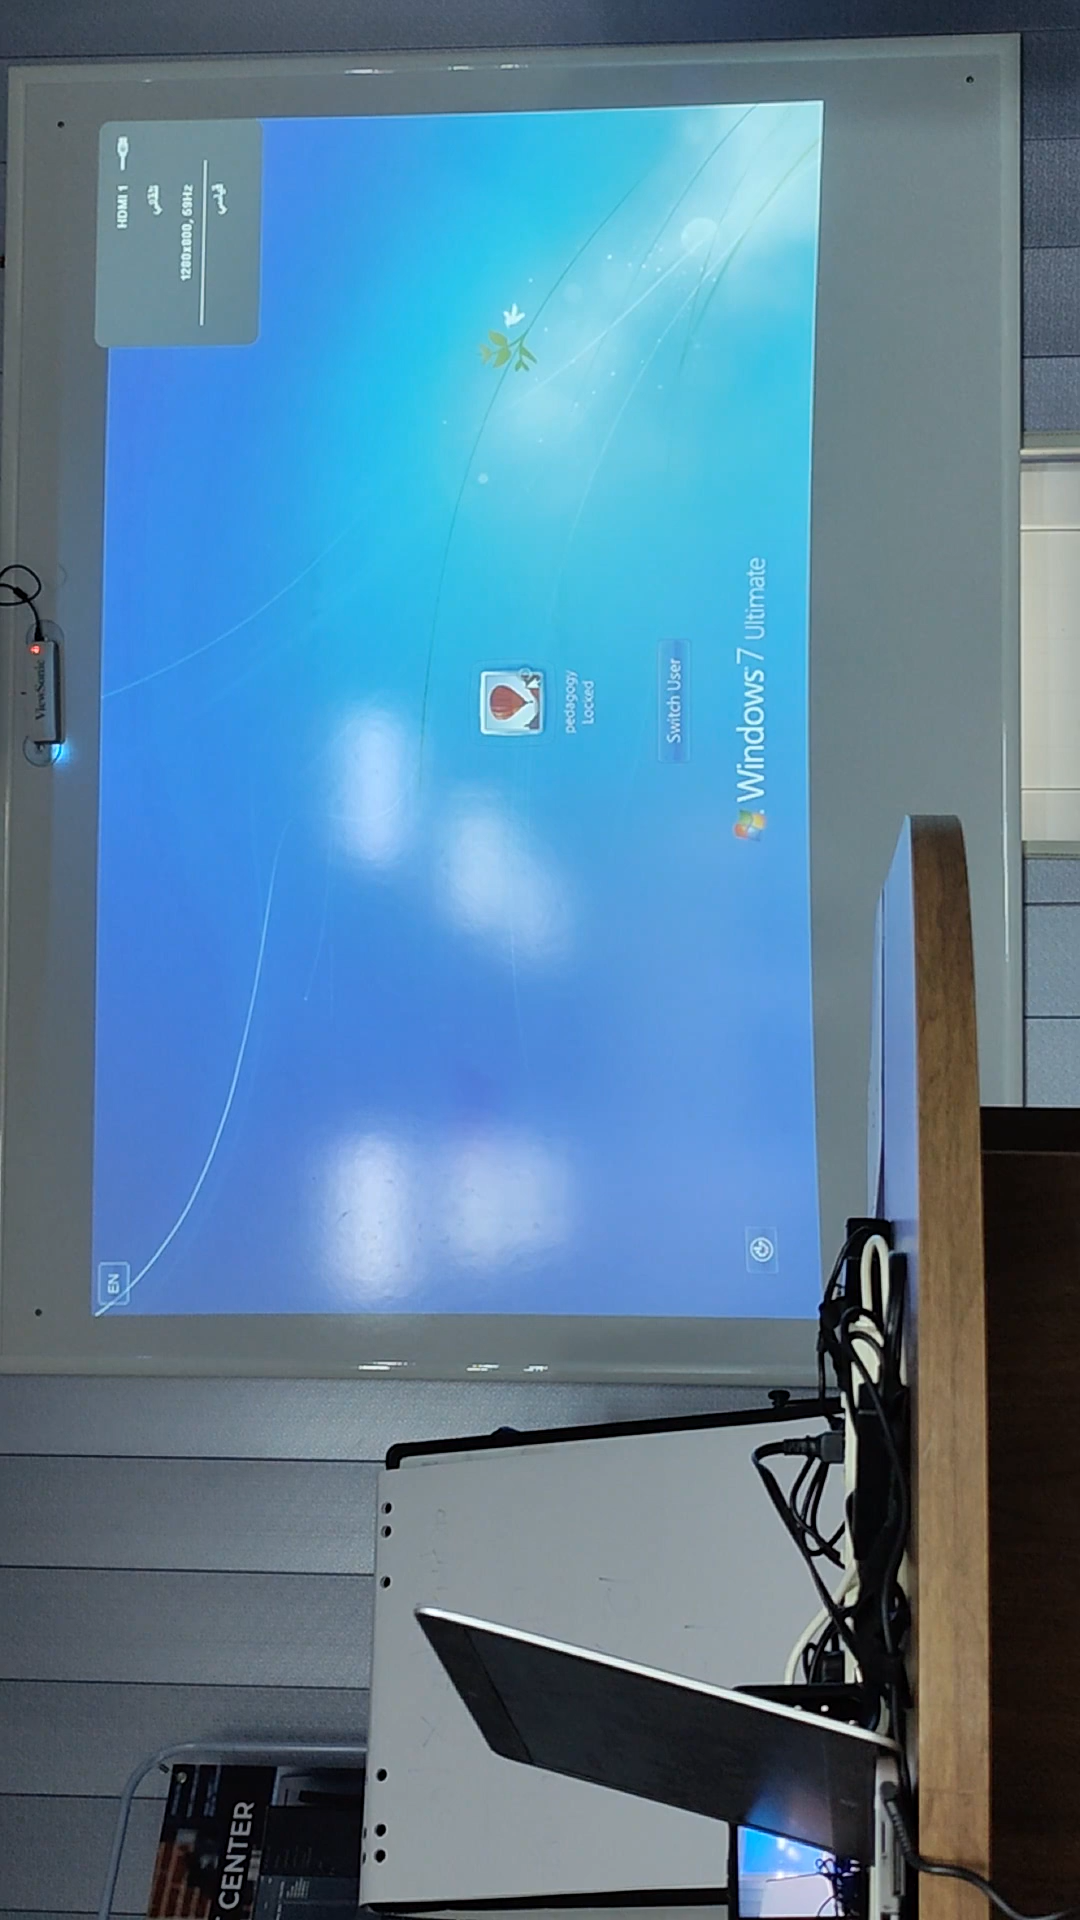 HDMI 1
1280x800, 59Hz
ViewSonic
pedagogy
Locked
Switch User
Windows 7 Ultimate
EN
CENTER